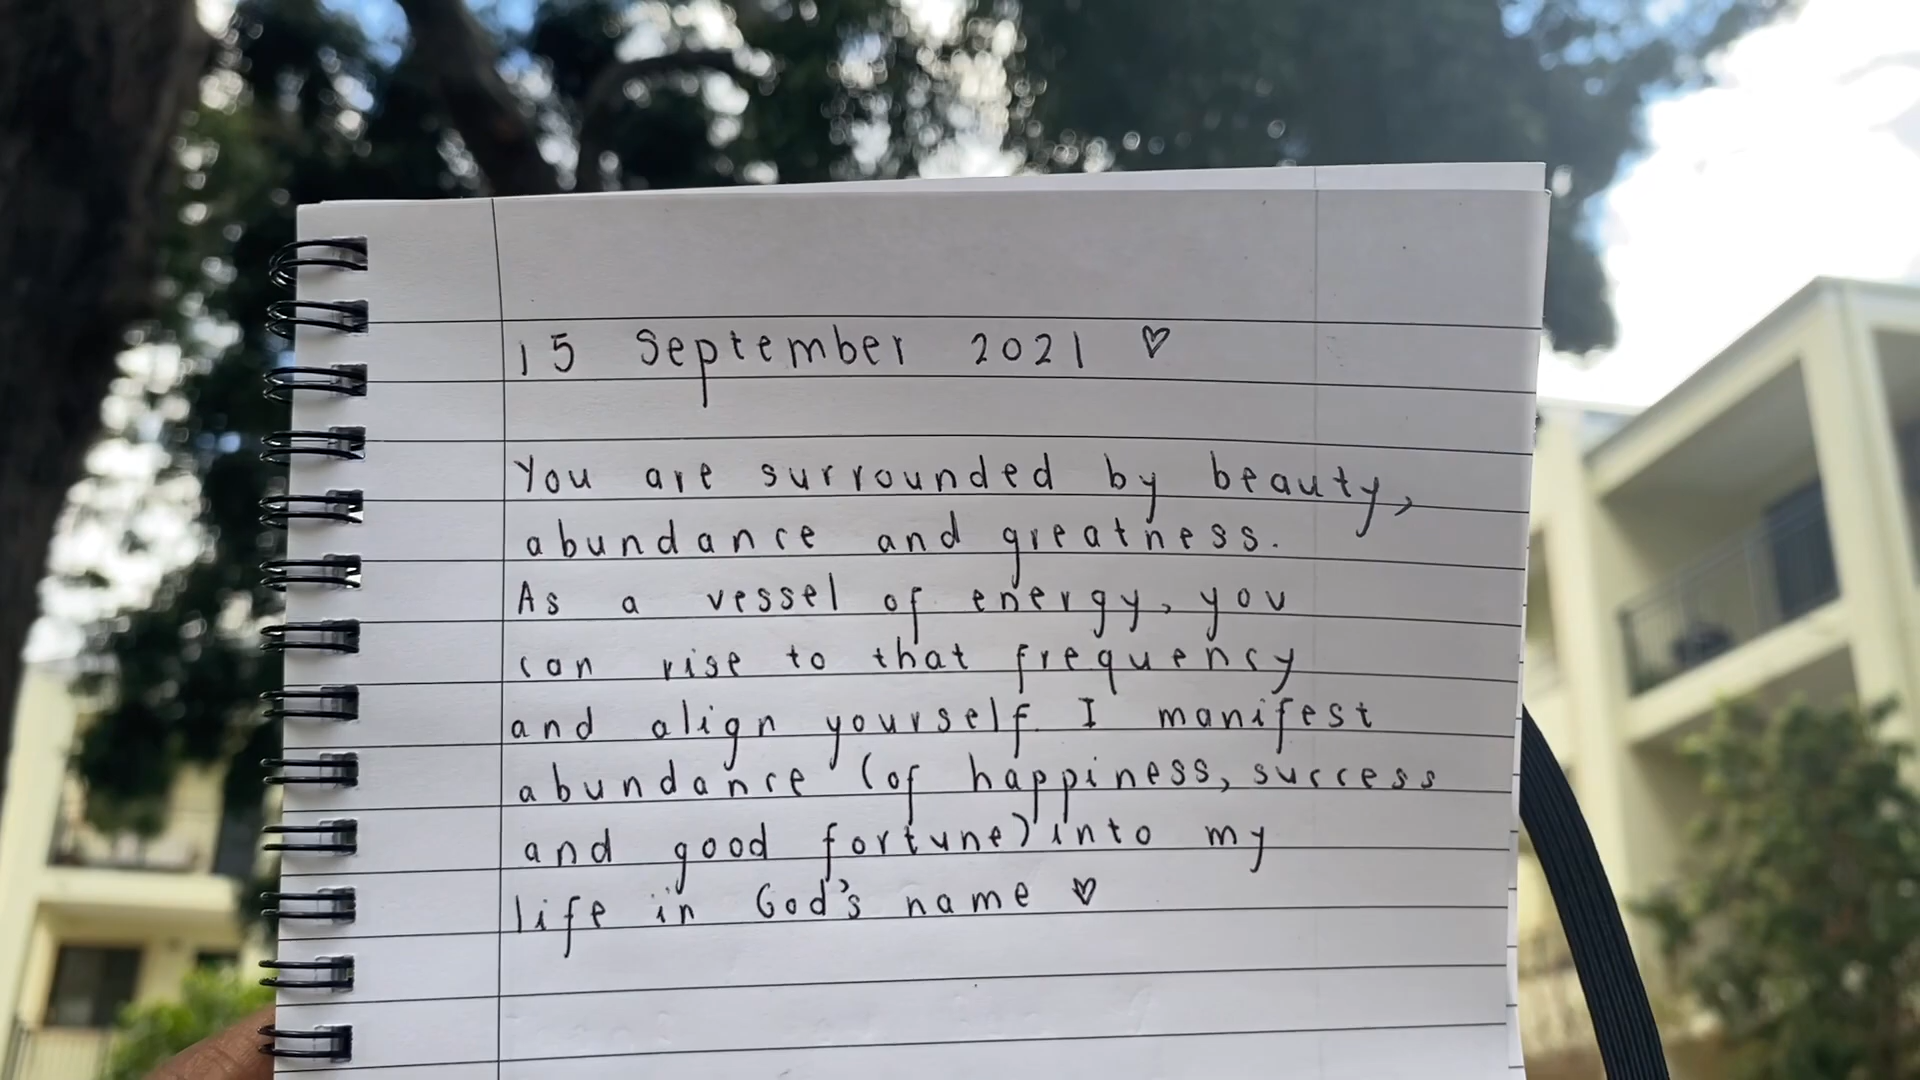 15 September 2021 ♡
You are surrounded by beauty,
abundance and greatness.
As a vessel of energy, you
can rise to that frequency
and align yourself. I manifest
abundance (of happiness, success
and good fortune) into my
life in God's name ♡